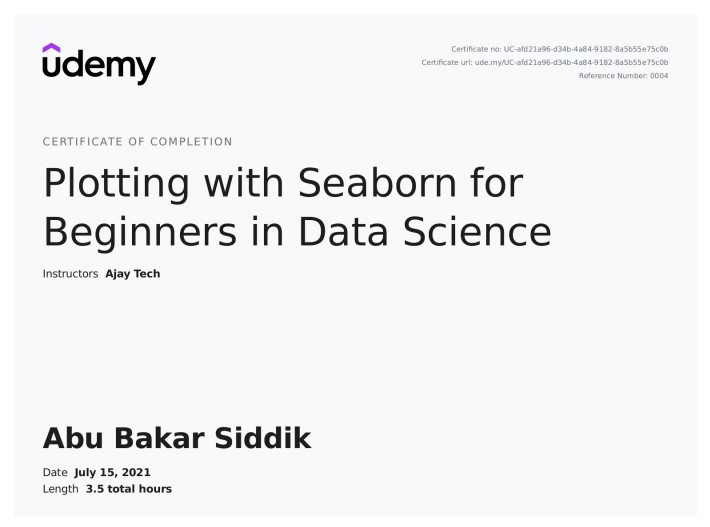 udemy
Certificate no: UC-afd21a96-d34b-4a84-9182-8a5b55e75c0b
Certificate url: ude.my/UC-afd21a96-d34b-4a84-9182-8a5b55e75c0b
Reference Number: 0004
CERTIFICATE OF COMPLETION
Plotting with Seaborn for
Beginners in Data Science
Instructors Ajay Tech
Abu Bakar Siddik
Date July 15, 2021
Length 3.5 total hours